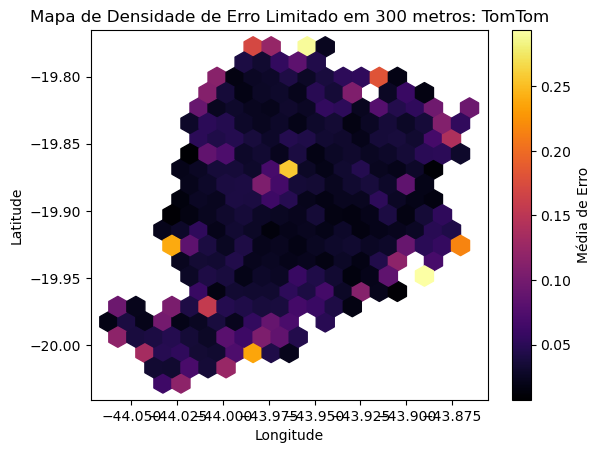 Mapa de Densidade de Erro Limitado em 300 metros: TomTom
−19.80
−19.85
−19.90
−19.95
−20.00
Latitude
−44.050−44.025−44.000−43.975−43.950−43.925−43.900−43.875
Longitude
0.25
0.20
0.15
0.10
0.05
Média de Erro